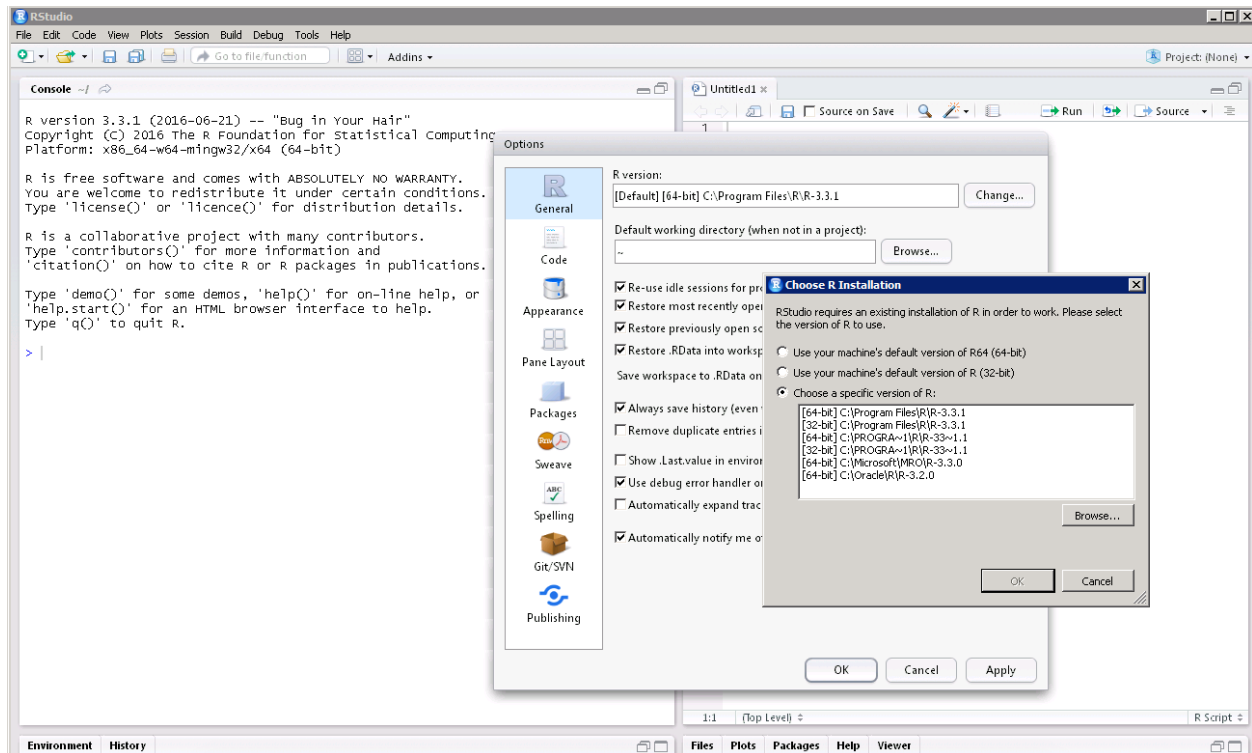 RStudio
File Edit Code View Plots Session Build Debug Tools Help
Go to file/function Addins Project: (None)
Console ~/
R version 3.3.1 (2016-06-21) -- "Bug in Your Hair"
Copyright (C) 2016 The R Foundation for Statistical Computing
Platform: x86_64-w64-mingw32/x64 (64-bit)
R is free software and comes with ABSOLUTELY NO WARRANTY.
You are welcome to redistribute it under certain conditions.
Type 'license()' or 'licence()' for distribution details.
R is a collaborative project with many contributors.
Type 'contributors()' for more information and
'citation()' on how to cite R or R packages in publications.
Type 'demo()' for some demos, 'help()' for on-line help, or
'help.start()' for an HTML browser interface to help.
Type 'q()' to quit R.
>
Untitled1
Source on Save Run Source
1
Options
General
Code
Appearance
Pane Layout
Packages
Sweave
ABC
Spelling
Git/SVN
Publishing
R version:
[Default] [64-bit] C:\Program Files\R\R-3.3.1 Change...
Default working directory (when not in a project):
~ Browse...
Re-use idle sessions for
Restore most recently
Restore previously open
Restore .RData into
Save workspace to .RData on
Always save history (even
Remove duplicate entries
Show .Last.value in
Use debug error handler
Automatically expand
Automatically notify me
OK Cancel Apply
Choose R Installation
RStudio requires an existing installation of R in order to work. Please select
the version of R to use.
Use your machine's default version of R64 (64-bit)
Use your machine's default version of R (32-bit)
Choose a specific version of R:
[64-bit] C:\Program Files\R\R-3.3.1
[32-bit] C:\Program Files\R\R-3.3.1
[64-bit] C:\PROGRA~1\R\R-33~1.1
[32-bit] C:\PROGRA~1\R\R-33~1.1
[64-bit] C:\Microsoft\MRO\R-3.3.0
[64-bit] C:\Oracle\R\R-3.2.0
Browse...
OK Cancel
1:1 (Top Level) R Script
Environment History
Files Plots Packages Help Viewer